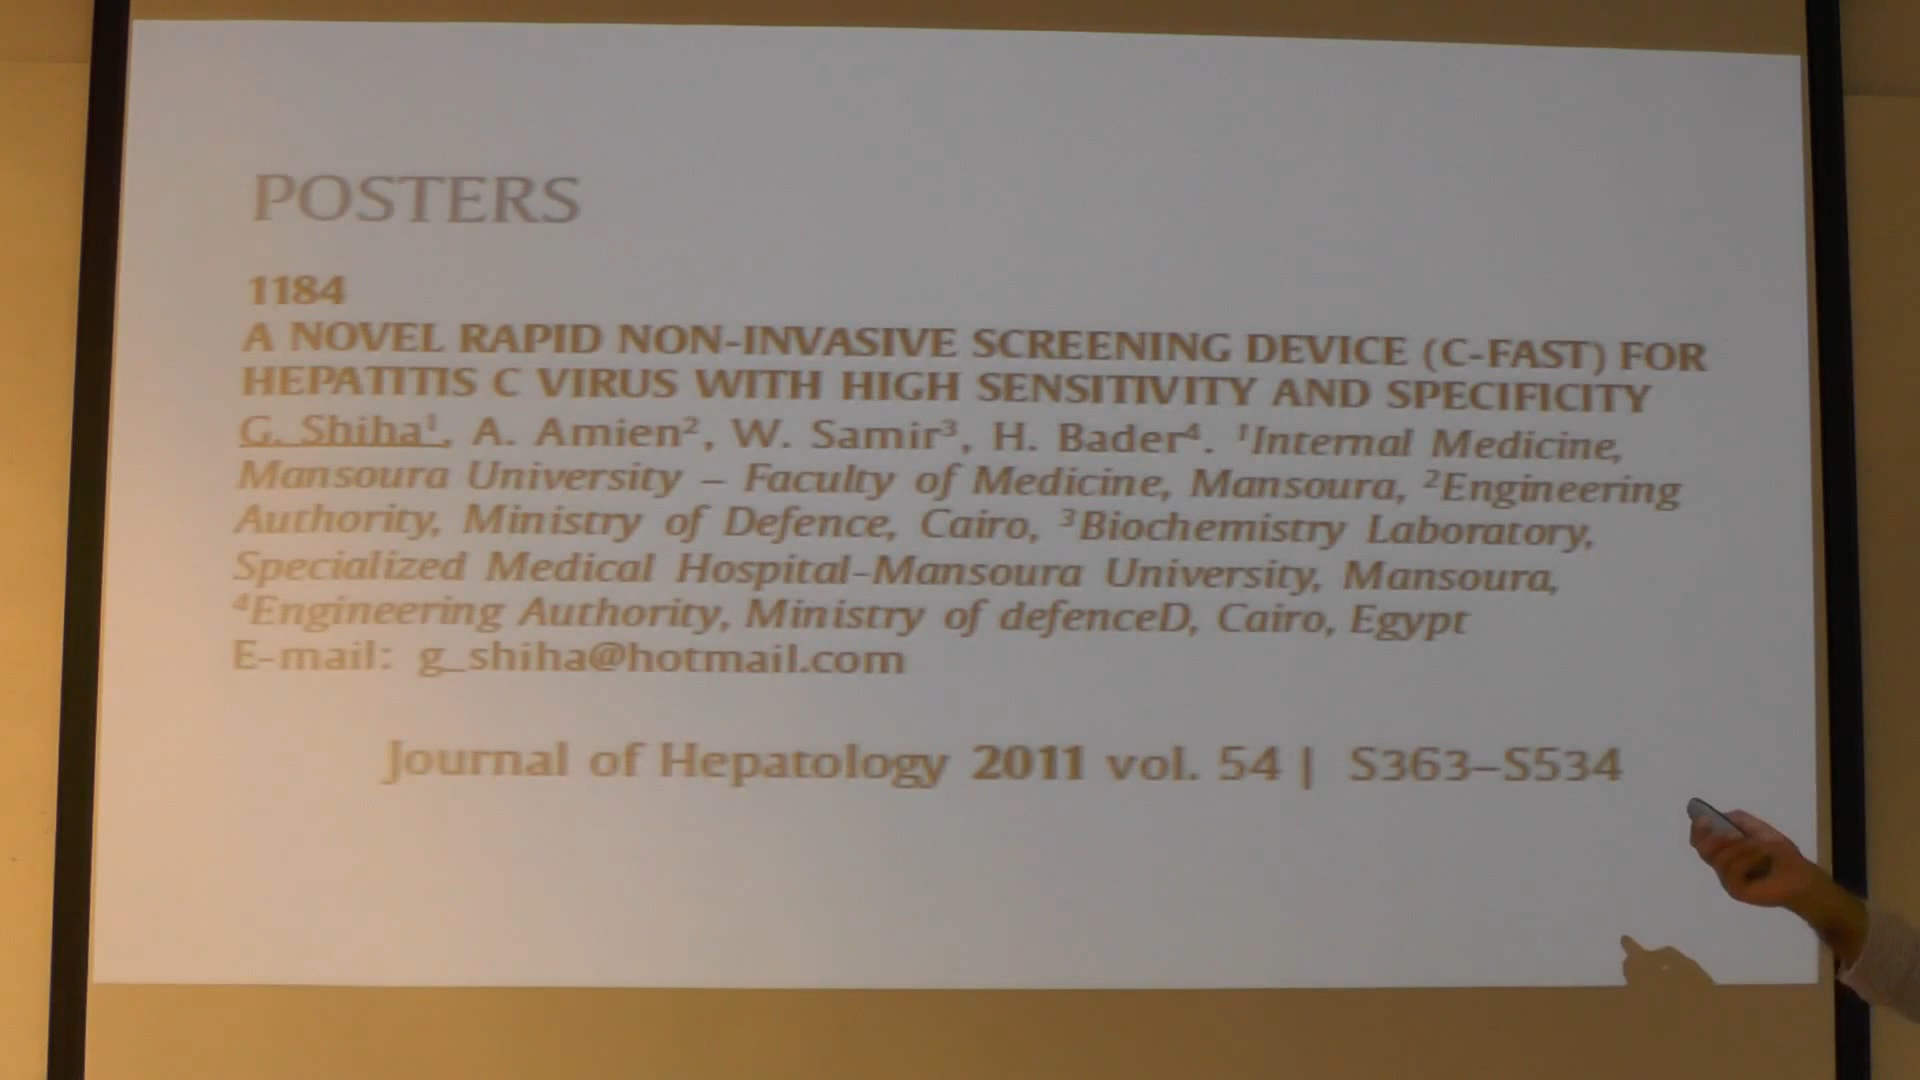 POSTERS
1184
A NOVEL RAPID NON-INVASIVE SCREENING DEVICE (C-FAST) FOR
HEPATITIS C VIRUS WITH HIGH SENSITIVITY AND SPECIFICITY
G. Shiha¹, A. Amien², W. Samir³, H. Bader⁴. ¹Internal Medicine,
Mansoura University – Faculty of Medicine, Mansoura, ²Engineering
Authority, Ministry of Defence, Cairo, ³Biochemistry Laboratory,
Specialized Medical Hospital-Mansoura University, Mansoura,
⁴Engineering Authority, Ministry of defenceD, Cairo, Egypt
E-mail: g_shiha@hotmail.com
Journal of Hepatology 2011 vol. 54 | S363–S534